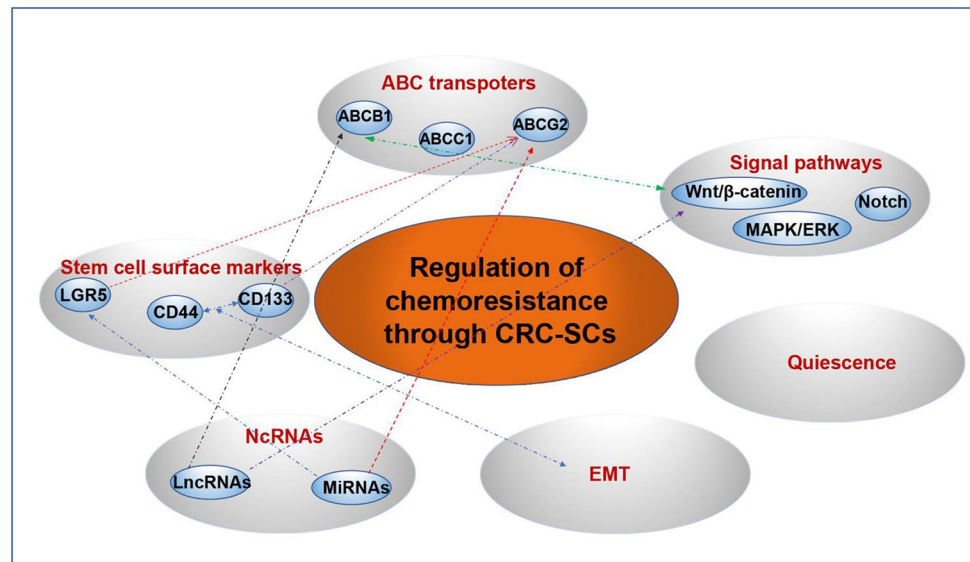 ABC transpoters
ABCB1
ABCC1
ABCG2
Signal pathways
Wnt/β-catenin
Notch
MAPK/ERK
Stem cell surface markers
LGR5
CD44
CD133
Regulation of
chemoresistance
through CRC-SCs
Quiescence
NcRNAs
LncRNAs
MiRNAs
EMT